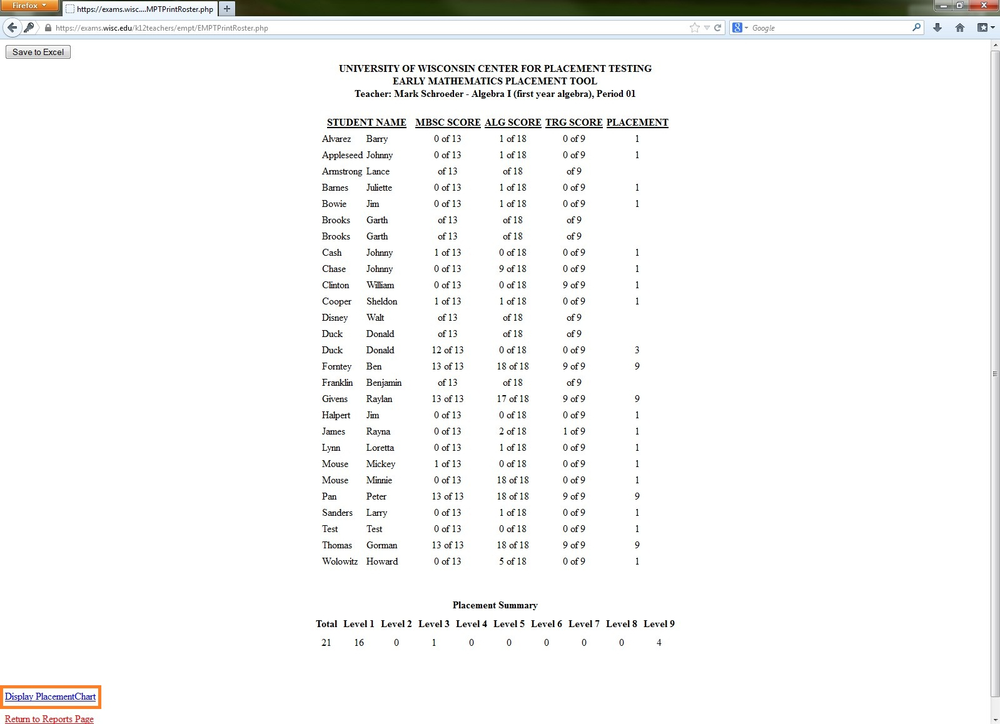 Firefox
https://exams.wisc....MPTPrintRoster.php
https://exams.wisc.edu/k12teachers/empt/EMPTPrintRoster.php
8 Google
Save to Excel
UNIVERSITY OF WISCONSIN CENTER FOR PLACEMENT TESTING
EARLY MATHEMATICS PLACEMENT TOOL
Teacher: Mark Schroeder - Algebra I (first year algebra), Period 01
STUDENT NAME MBSC SCORE ALG SCORE TRG SCORE PLACEMENT
Alvarez Barry 0 of 13 1 of 18 0 of 9 1
Appleseed Johnny 0 of 13 1 of 18 0 of 9 1
Armstrong Lance of 13 of 18 of 9
Barnes Juliette 0 of 13 1 of 18 0 of 9 1
Bowie Jim 0 of 13 1 of 18 0 of 9 1
Brooks Garth of 13 of 18 of 9
Brooks Garth of 13 of 18 of 9
Cash Johnny 1 of 13 0 of 18 0 of 9 1
Chase Johnny 0 of 13 9 of 18 0 of 9 1
Clinton William 0 of 13 0 of 18 9 of 9 1
Cooper Sheldon 1 of 13 1 of 18 0 of 9 1
Disney Walt of 13 of 18 of 9
Duck Donald of 13 of 18 of 9
Duck Donald 12 of 13 0 of 18 0 of 9 3
Forntey Ben 13 of 13 18 of 18 9 of 9 9
Franklin Benjamin of 13 of 18 of 9
Givens Raylan 13 of 13 17 of 18 9 of 9 9
Halpert Jim 0 of 13 0 of 18 0 of 9 1
James Rayna 0 of 13 2 of 18 1 of 9 1
Lynn Loretta 0 of 13 1 of 18 0 of 9 1
Mouse Mickey 1 of 13 0 of 18 0 of 9 1
Mouse Minnie 0 of 13 18 of 18 0 of 9 1
Pan Peter 13 of 13 18 of 18 9 of 9 9
Sanders Larry 0 of 13 1 of 18 0 of 9 1
Test Test 0 of 13 0 of 18 0 of 9 1
Thomas Gorman 13 of 13 18 of 18 9 of 9 9
Wolowitz Howard 0 of 13 5 of 18 0 of 9 1
Placement Summary
Total Level 1 Level 2 Level 3 Level 4 Level 5 Level 6 Level 7 Level 8 Level 9
21 16 0 1 0 0 0 0 0 4
Display PlacementChart
Return to Reports Page